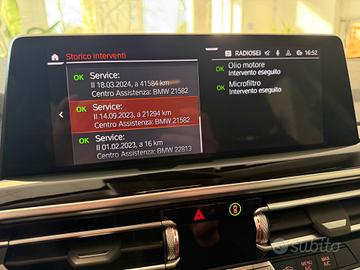 Storico interventi
RADIOSEI
16:52
OK Service:
Il 18.03.2024, a 41584 km
Centro Assistenza: BMW 21582
OK Service:
Il 14.09.2023, a 21294 km
Centro Assistenza: BMW 21582
OK Service:
Il 01.02.2023, a 16 km
Centro Assistenza: BMW 22813
OK Olio motore
Intervento eseguito
OK Microfiltro
Intervento eseguito
MENU
MAX
A/C
subito